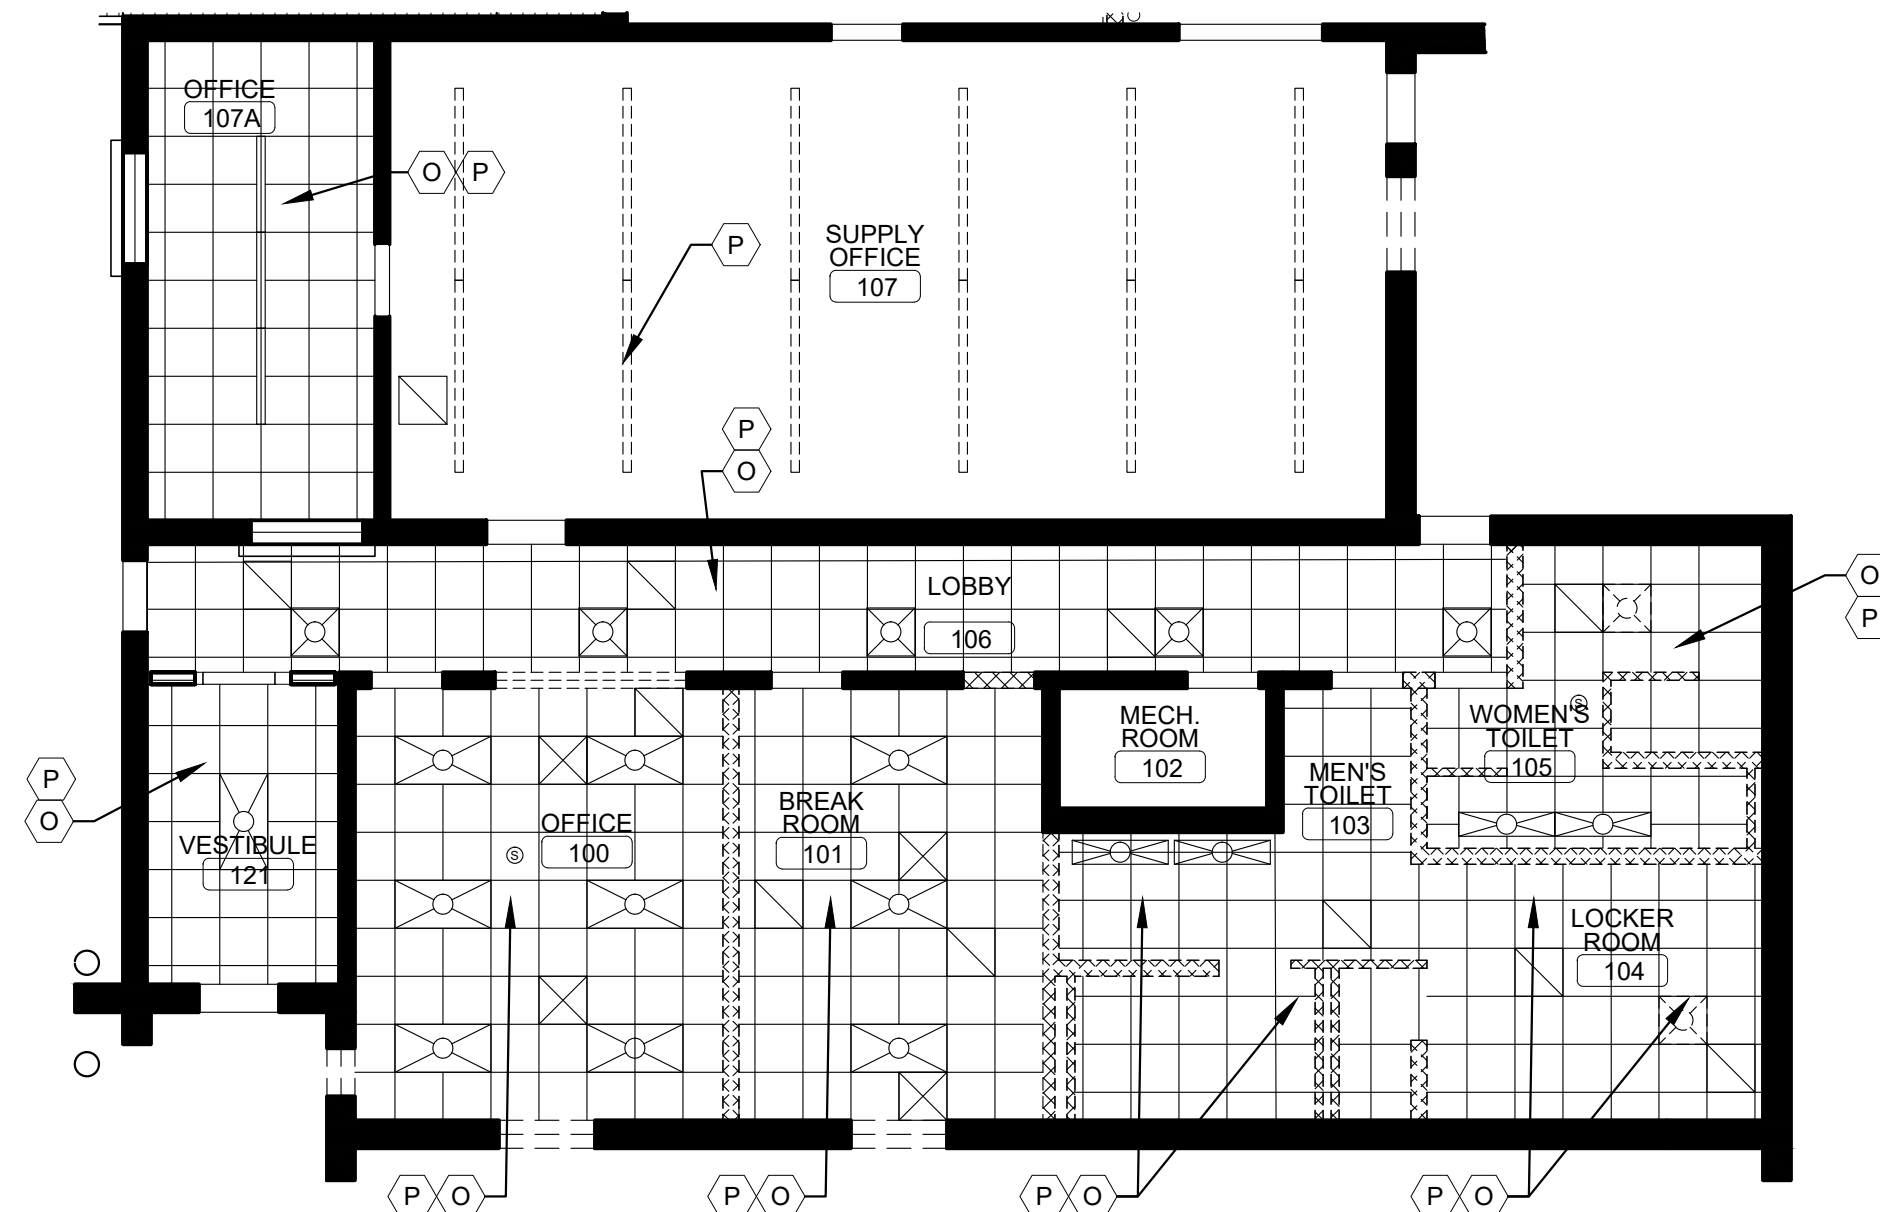 OFFICE
107A
O P
P
SUPPLY
OFFICE
107
P
O
LOBBY
106
O
P
MECH.
ROOM
102
WOMEN'S
TOILET
105
S
MEN'S
TOILET
103
P
O
VESTIBULE
121
OFFICE
100
S
BREAK
ROOM
101
LOCKER
ROOM
104
P O
P O
P O
P O